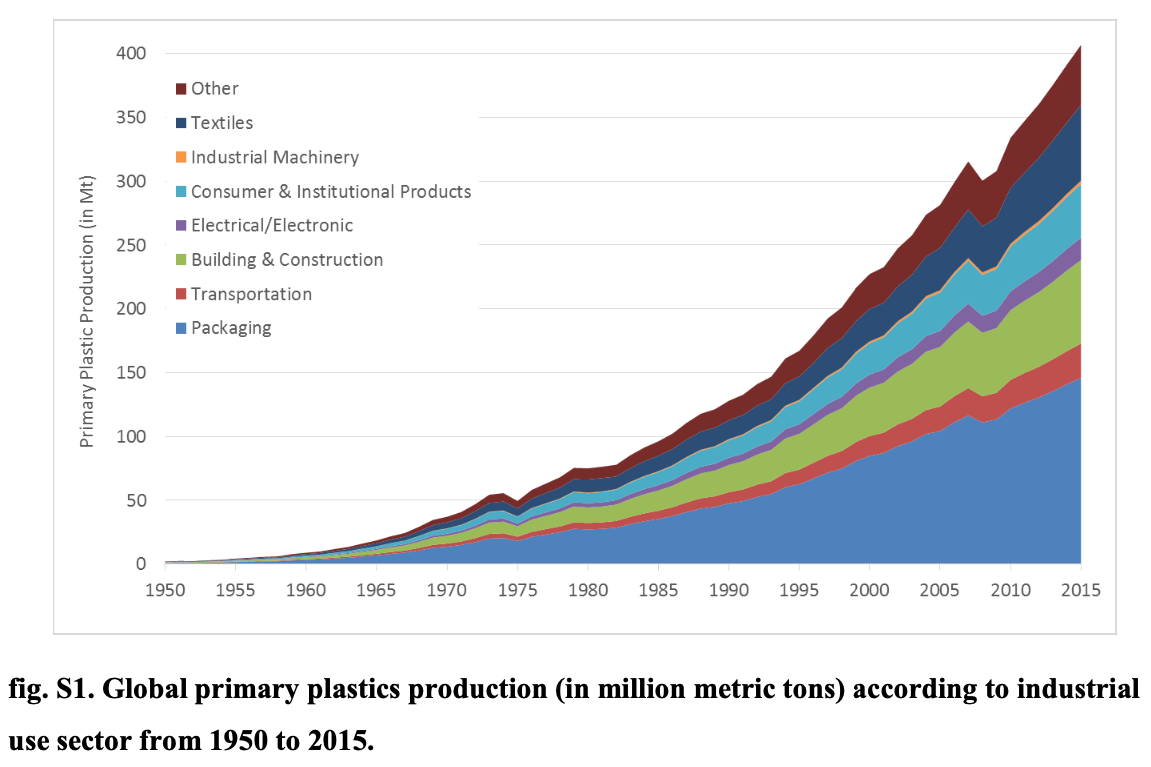 400
350
300
250
200
150
100
50
0
Primary Plastic Production (in Mt)
Other
Textiles
Industrial Machinery
Consumer & Institutional Products
Electrical/Electronic
Building & Construction
Transportation
Packaging
1950 1955 1960 1965 1970 1975 1980 1985 1990 1995 2000 2005 2010 2015
fig. S1. Global primary plastics production (in million metric tons) according to industrial
use sector from 1950 to 2015.